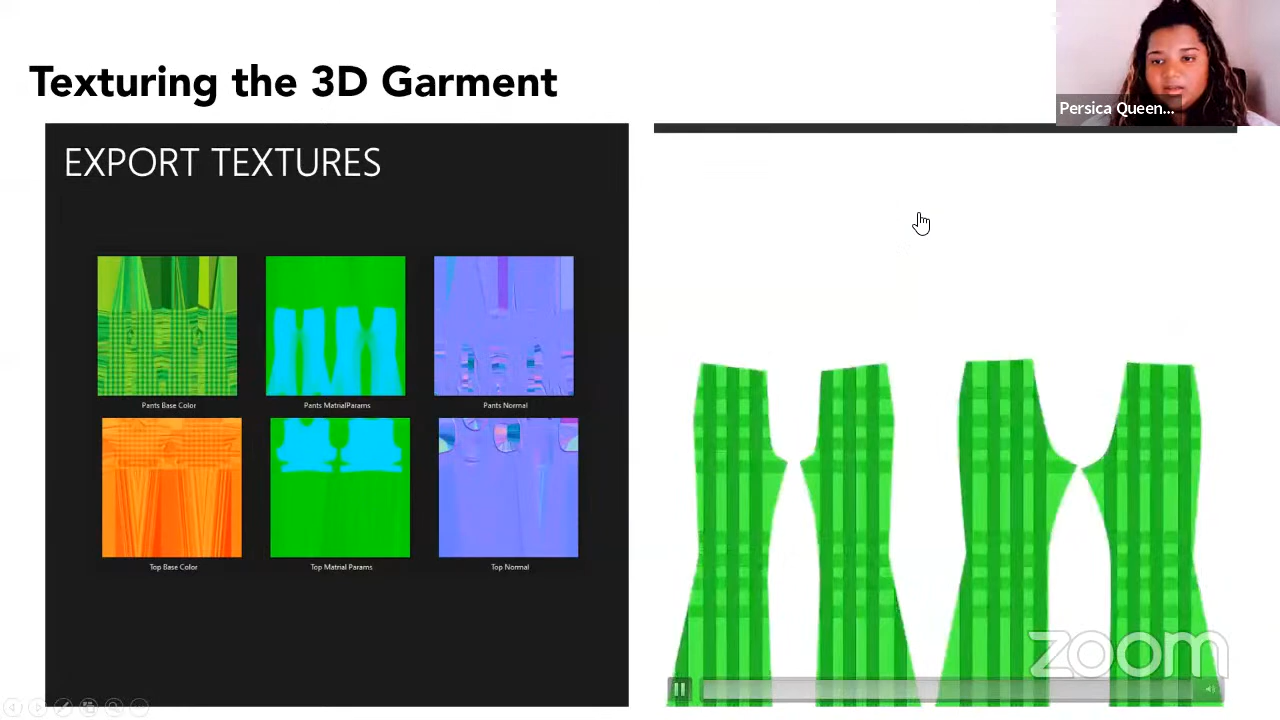 Texturing the 3D Garment
Persica Queen...
EXPORT TEXTURES
Pants Base Color
Pants MatrialParams
Pants Normal
Top Base Color
Top Matrial Params
Top Normal
zoom